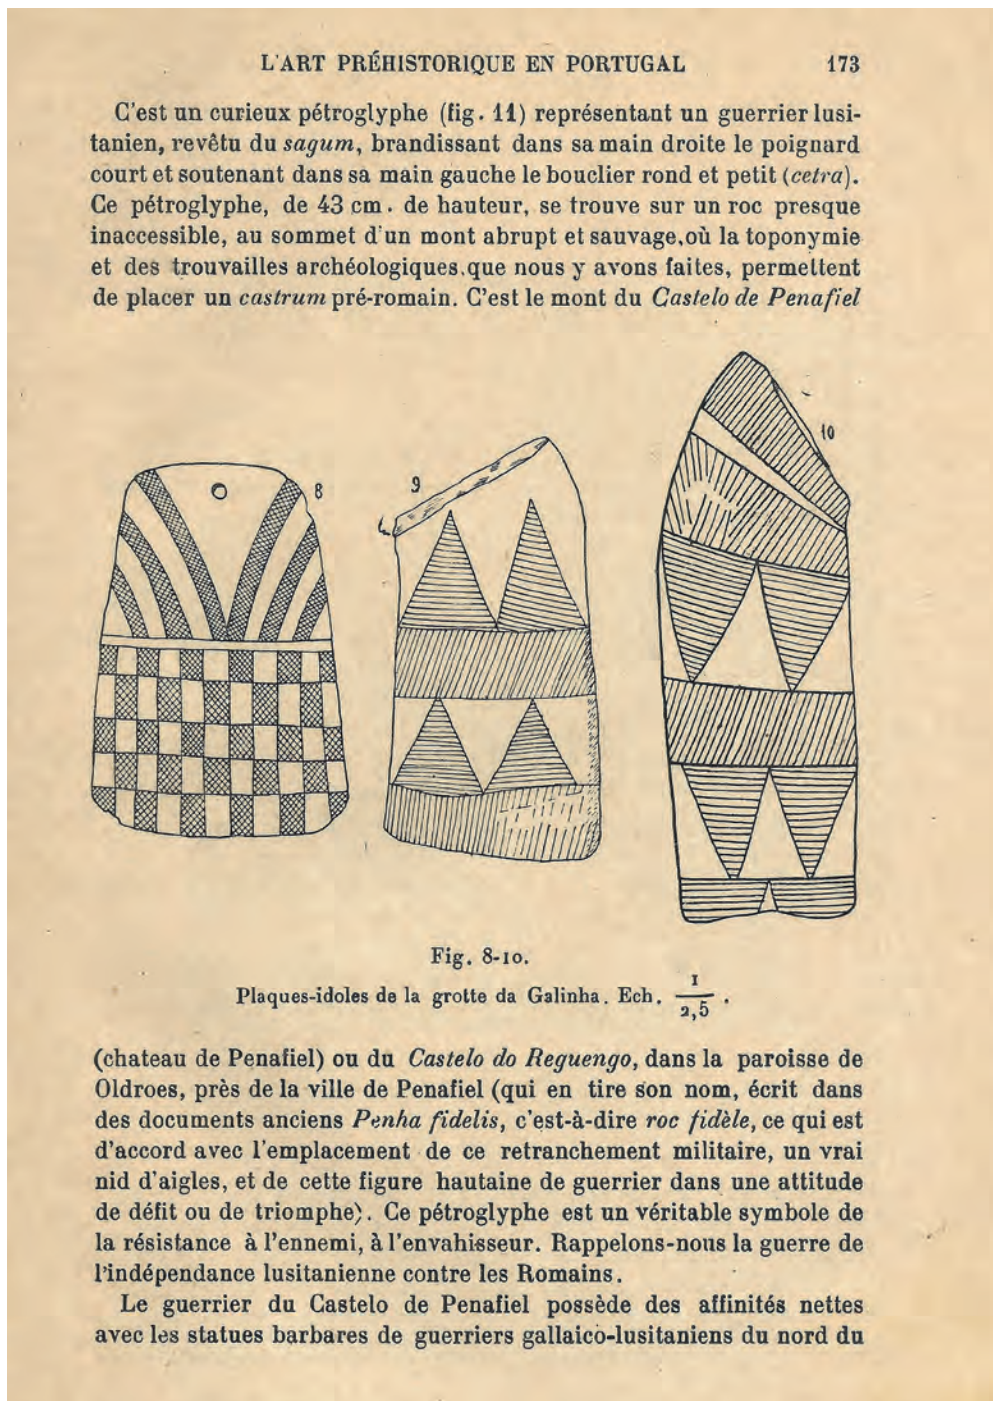 L'ART PRÉHISTORIQUE EN PORTUGAL 173
C'est un curieux pétroglyphe (fig. 11) représentant un guerrier lusi-
tanien, revêtu du sagum, brandissant dans sa main droite le poignard
court et soutenant dans sa main gauche le bouclier rond et petit (cetra).
Ce pétroglyphe, de 43 cm. de hauteur, se trouve sur un roc presque
inaccessible, au sommet d'un mont abrupt et sauvage, où la toponymie
et des trouvailles archéologiques, que nous y avons faites, permettent
de placer un castrum pré-romain. C'est le mont du Castelo de Penafiel
8
9
10
Fig. 8-10.
Plaques-idoles de la grotte da Galinha. Ech. 1/2,5.
(chateau de Penafiel) ou du Castelo do Reguengo, dans la paroisse de
Oldroes, près de la ville de Penafiel (qui en tire son nom, écrit dans
des documents anciens Penha fidelis, c'est-à-dire roc fidèle, ce qui est
d'accord avec l'emplacement de ce retranchement militaire, un vrai
nid d'aigles, et de cette figure hautaine de guerrier dans une attitude
de défit ou de triomphe). Ce pétroglyphe est un véritable symbole de
la résistance à l'ennemi, à l'envahisseur. Rappelons-nous la guerre de
l'indépendance lusitanienne contre les Romains.
Le guerrier du Castelo de Penafiel possède des affinités nettes
avec les statues barbares de guerriers gallaico-lusitaniens du nord du